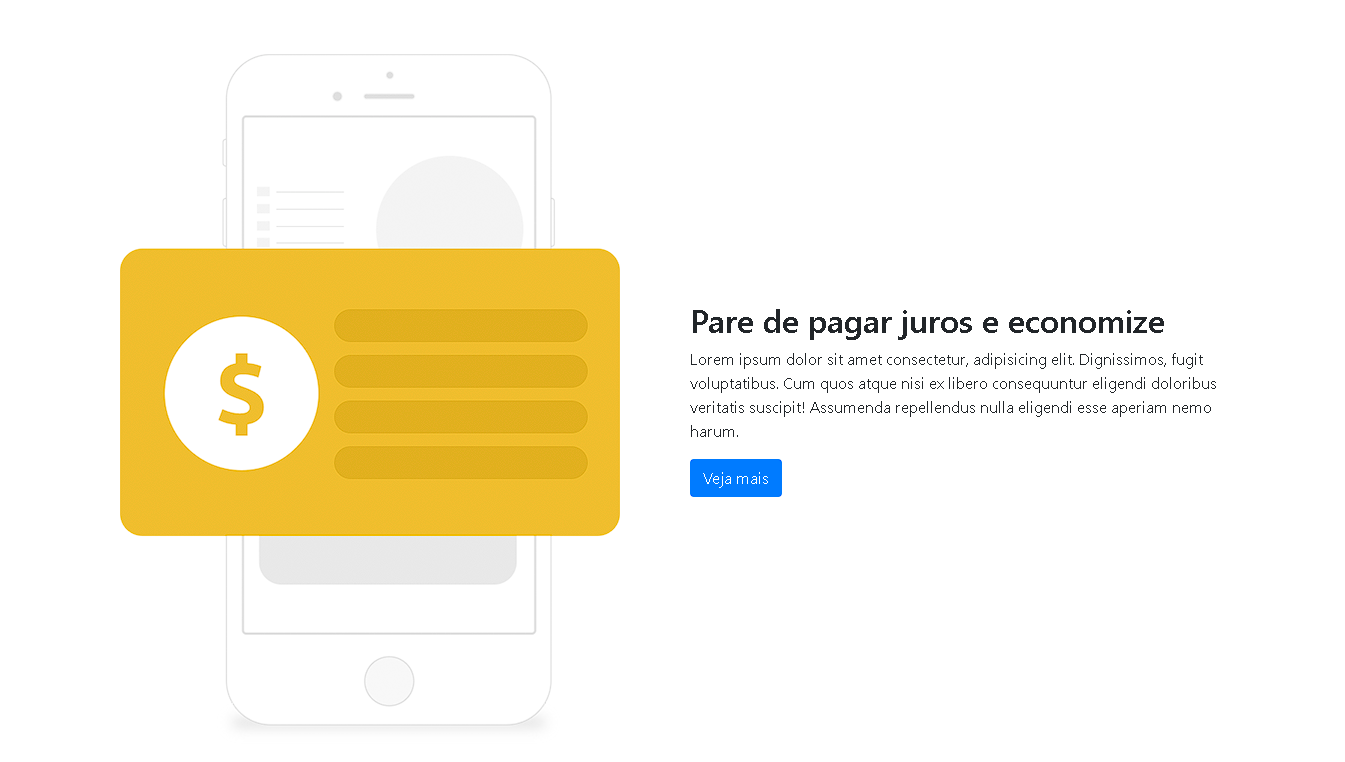 $
Pare de pagar juros e economize
Lorem ipsum dolor sit amet consectetur, adipisicing elit. Dignissimos, fugit
voluptatibus. Cum quos atque nisi ex libero consequuntur eligendi doloribus
veritatis suscipit! Assumenda repellendus nulla eligendi esse aperiam nemo
harum.
Veja mais